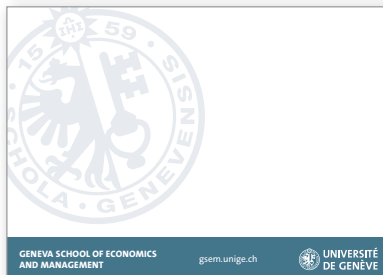 15 59
SCHOLA · GENEVENSIS
GENEVA SCHOOL OF ECONOMICS
AND MANAGEMENT
gsem.unige.ch
UNIVERSITÉ
DE GENÈVE